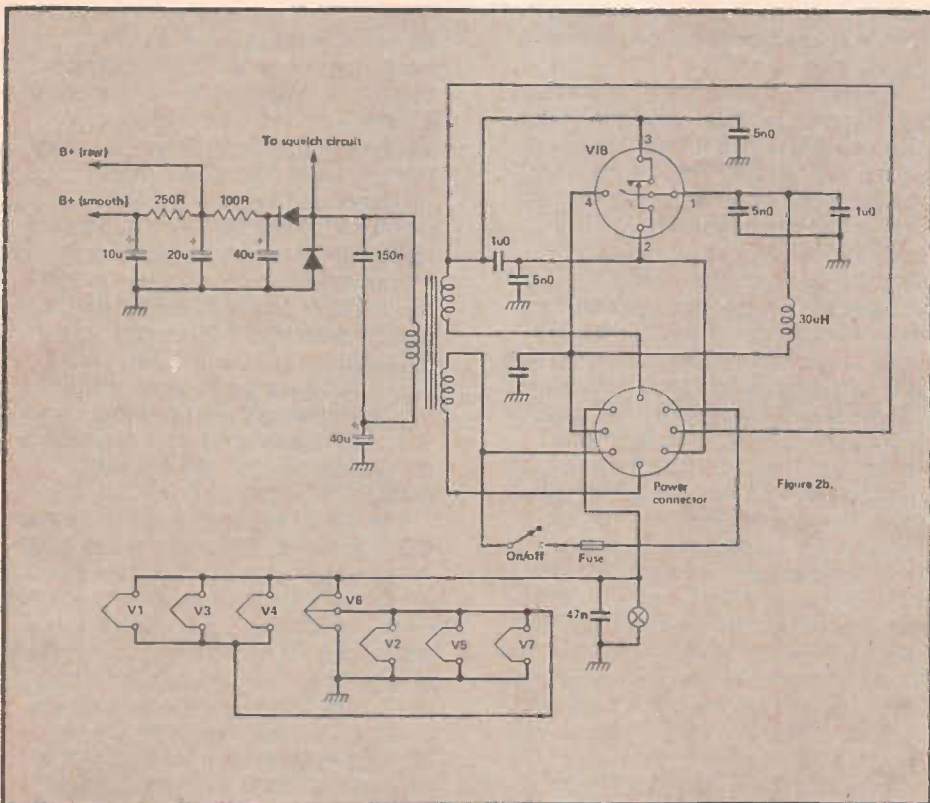 To squelch circuit
B+ (raw)
B+ (smooth)
250R
100R
10u
+
20u
+
40u
+
150n
40u
+
1u0
5n0
VIB
3
4
1
2
5n0
5n0
1u0
30uH
Power
connector
Figure 2b.
On/off
Fuse
V1
V3
V4
V6
V2
V5
V7
47n